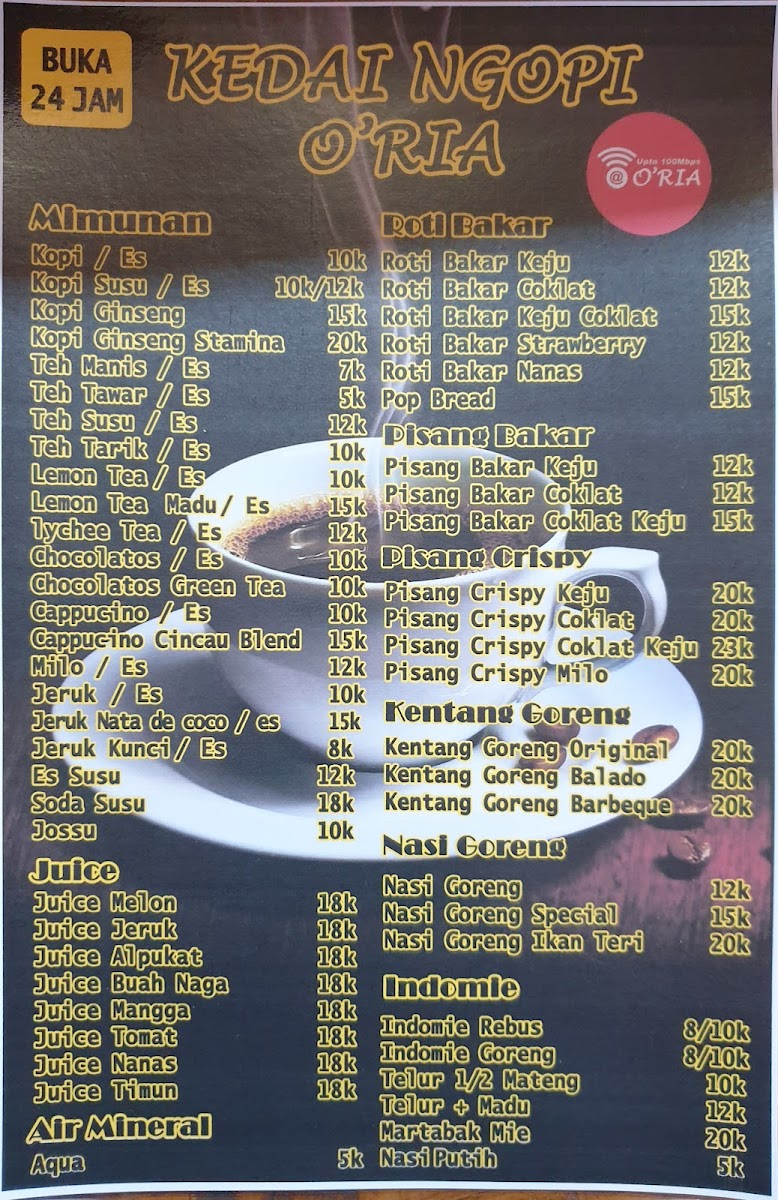 BUKA
24 JAM
KEDAI NGOPI
O'RIA
Upto 100Mbps
@ O'RIA
Mimunan
Kopi / Es 10k
Kopi Susu / Es 10k/12k
Kopi Ginseng 15k
Kopi Ginseng Stamina 20k
Teh Manis / Es 7k
Teh Tawar / Es 5k
Teh Susu / Es 12k
Teh Tarik / Es 10k
Lemon Tea / Es 10k
Lemon Tea Madu / Es 15k
lychee Tea / Es 12k
Chocolatos / Es 10k
Chocolatos Green Tea 10k
Cappucino / Es 10k
Cappucino Cincau Blend 15k
Milo / Es 12k
Jeruk / Es 10k
Jeruk Nata de coco / es 15k
Jeruk Kunci / Es 8k
Es Susu 12k
Soda Susu 18k
Jossu 10k
Juice
Juice Melon 18k
Juice Jeruk 18k
Juice Alpukat 18k
Juice Buah Naga 18k
Juice Mangga 18k
Juice Tomat 18k
Juice Nanas 18k
Juice Timun 18k
Air Mineral
Aqua 5k
Roti Bakar
Roti Bakar Keju 12k
Roti Bakar Coklat 12k
Roti Bakar Keju Coklat 15k
Roti Bakar Strawberry 12k
Roti Bakar Nanas 12k
Pop Bread 15k
Pisang Bakar
Pisang Bakar Keju 12k
Pisang Bakar Coklat 12k
Pisang Bakar Coklat Keju 15k
Pisang Crispy
Pisang Crispy Keju 20k
Pisang Crispy Coklat 20k
Pisang Crispy Coklat Keju 23k
Pisang Crispy Milo 20k
Kentang Goreng
Kentang Goreng Original 20k
Kentang Goreng Balado 20k
Kentang Goreng Barbeque 20k
Nasi Goreng
Nasi Goreng 12k
Nasi Goreng Special 15k
Nasi Goreng Ikan Teri 20k
Indomie
Indomie Rebus 8/10k
Indomie Goreng 8/10k
Telur 1/2 Mateng 10k
Telur + Madu 12k
Martabak Mie 20k
Nasi Putih 5k